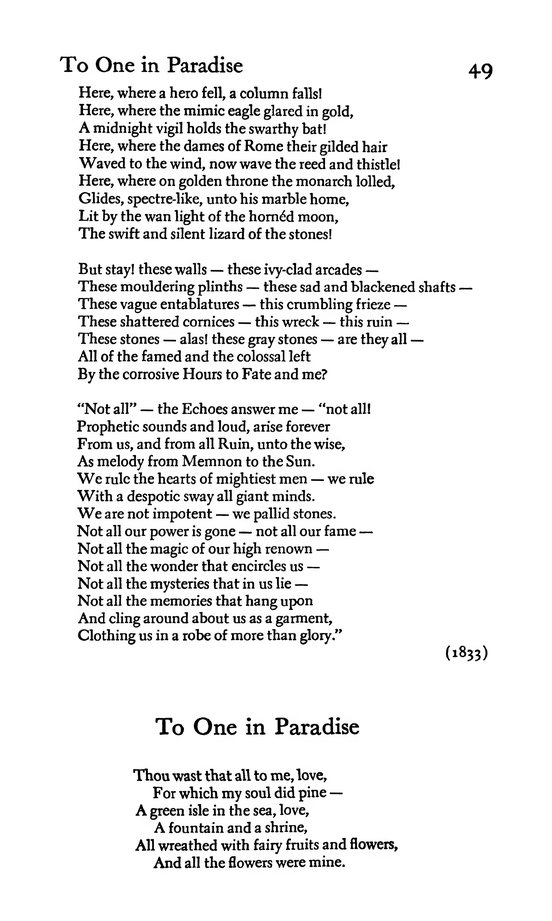 To One in Paradise 49
Here, where a hero fell, a column falls!
Here, where the mimic eagle glared in gold,
A midnight vigil holds the swarthy bat!
Here, where the dames of Rome their gilded hair
Waved to the wind, now wave the reed and thistle!
Here, where on golden throne the monarch lolled,
Glides, spectre-like, unto his marble home,
Lit by the wan light of the hornéd moon,
The swift and silent lizard of the stones!
But stay! these walls — these ivy-clad arcades —
These mouldering plinths — these sad and blackened shafts —
These vague entablatures — this crumbling frieze —
These shattered cornices — this wreck — this ruin —
These stones — alas! these gray stones — are they all —
All of the famed and the colossal left
By the corrosive Hours to Fate and me?
“Not all” — the Echoes answer me — “not all!
Prophetic sounds and loud, arise forever
From us, and from all Ruin, unto the wise,
As melody from Memnon to the Sun.
We rule the hearts of mightiest men — we rule
With a despotic sway all giant minds.
We are not impotent — we pallid stones.
Not all our power is gone — not all our fame —
Not all the magic of our high renown —
Not all the wonder that encircles us —
Not all the mysteries that in us lie —
Not all the memories that hang upon
And cling around about us as a garment,
Clothing us in a robe of more than glory.”
(1833)
To One in Paradise
Thou wast that all to me, love,
For which my soul did pine —
A green isle in the sea, love,
A fountain and a shrine,
All wreathed with fairy fruits and flowers,
And all the flowers were mine.